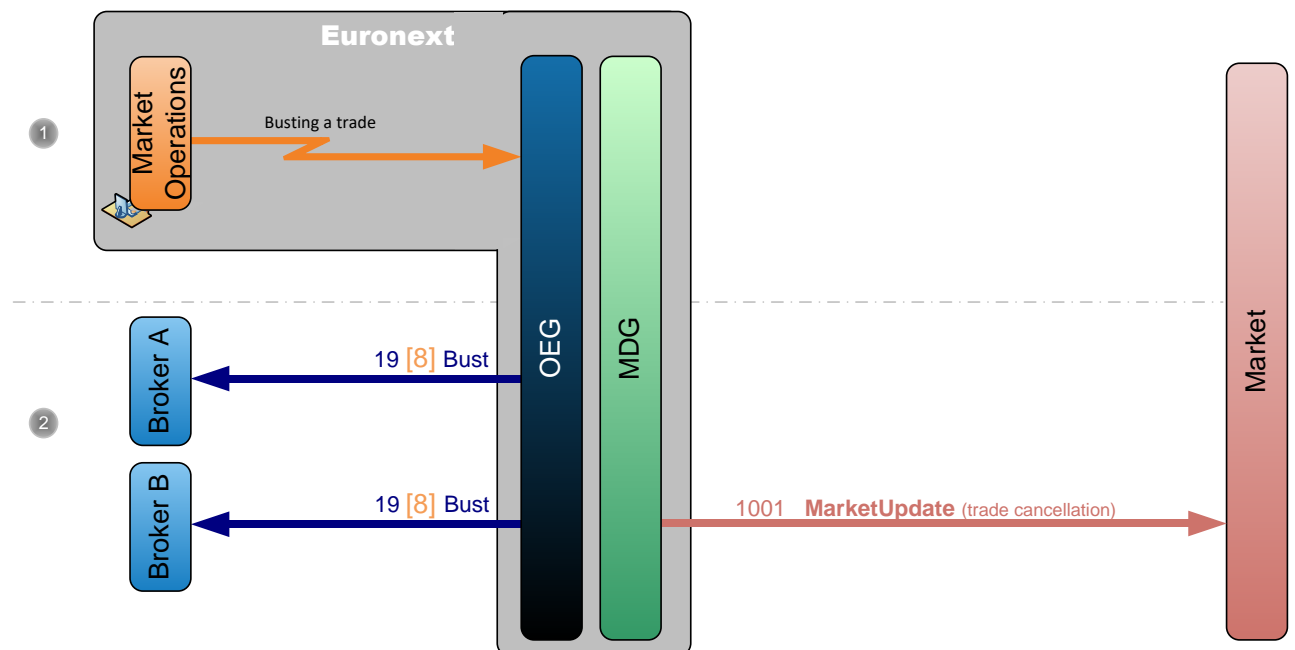 Euronext
1
Market
Operations
Busting a trade
OEG
MDG
Market
2
Broker A
19 [8] Bust
Broker B
19 [8] Bust
1001 MarketUpdate (trade cancellation)